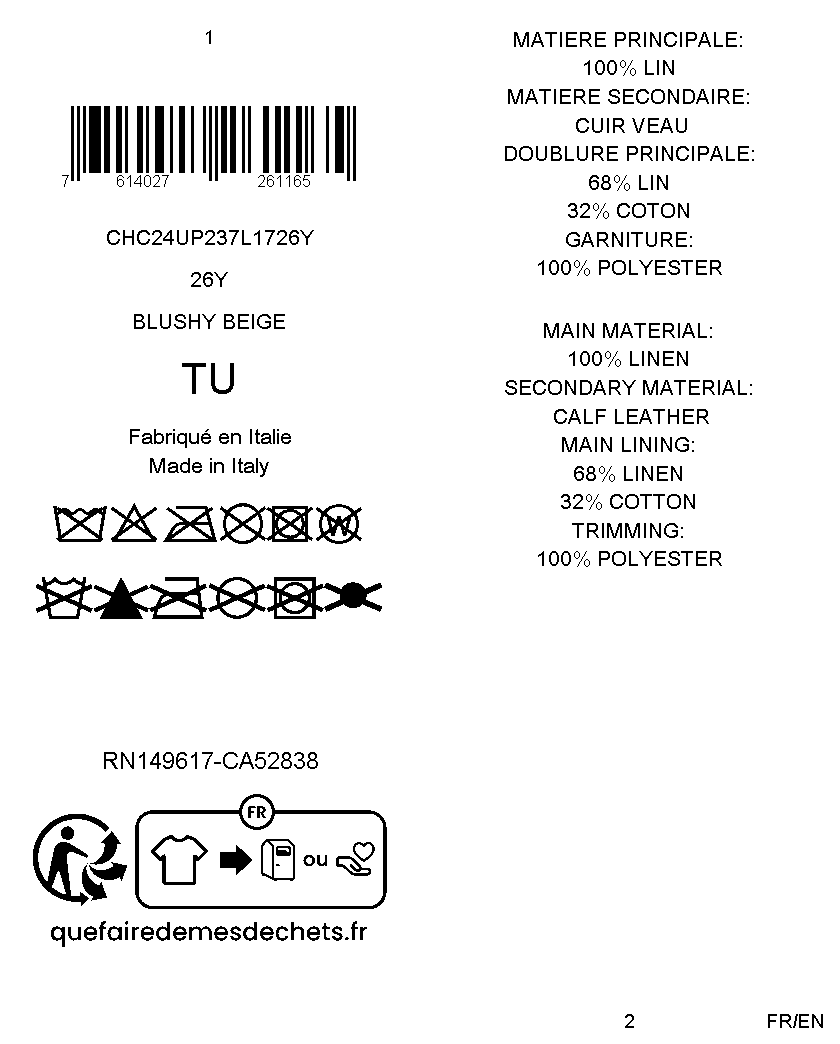 1
7 614027 261165
CHC24UP237L1726Y
26Y
BLUSHY BEIGE
TU
Fabriqué en Italie
Made in Italy
W
RN149617-CA52838
FR
ou
quefairedemesdechets.fr
MATIERE PRINCIPALE:
100% LIN
MATIERE SECONDAIRE:
CUIR VEAU
DOUBLURE PRINCIPALE:
68% LIN
32% COTON
GARNITURE:
100% POLYESTER
MAIN MATERIAL:
100% LINEN
SECONDARY MATERIAL:
CALF LEATHER
MAIN LINING:
68% LINEN
32% COTTON
TRIMMING:
100% POLYESTER
2
FR/EN